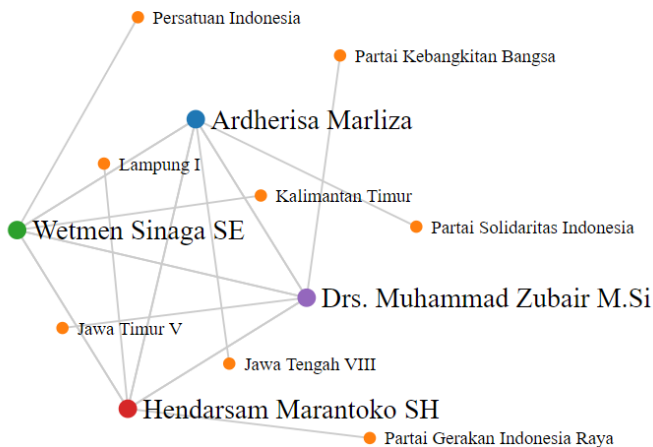 Persatuan Indonesia
Partai Kebangkitan Bangsa
Ardherisa Marliza
Lampung I
Kalimantan Timur
Partai Solidaritas Indonesia
Wetmen Sinaga SE
Drs. Muhammad Zubair M.Si
Jawa Timur V
Jawa Tengah VIII
Hendarsam Marantoko SH
Partai Gerakan Indonesia Raya